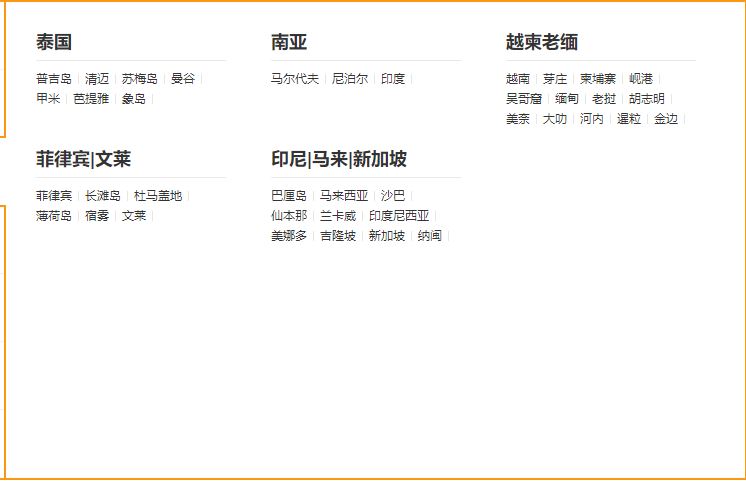 泰国
普吉岛 清迈 苏梅岛 曼谷
甲米 芭提雅 象岛
南亚
马尔代夫 尼泊尔 印度
越柬老缅
越南 芽庄 柬埔寨 岘港
吴哥窟 缅甸 老挝 胡志明
美奈 大叻 河内 暹粒 金边
菲律宾|文莱
菲律宾 长滩岛 杜马盖地
薄荷岛 宿雾 文莱
印尼|马来|新加坡
巴厘岛 马来西亚 沙巴
仙本那 兰卡威 印度尼西亚
美娜多 吉隆坡 新加坡 纳闽